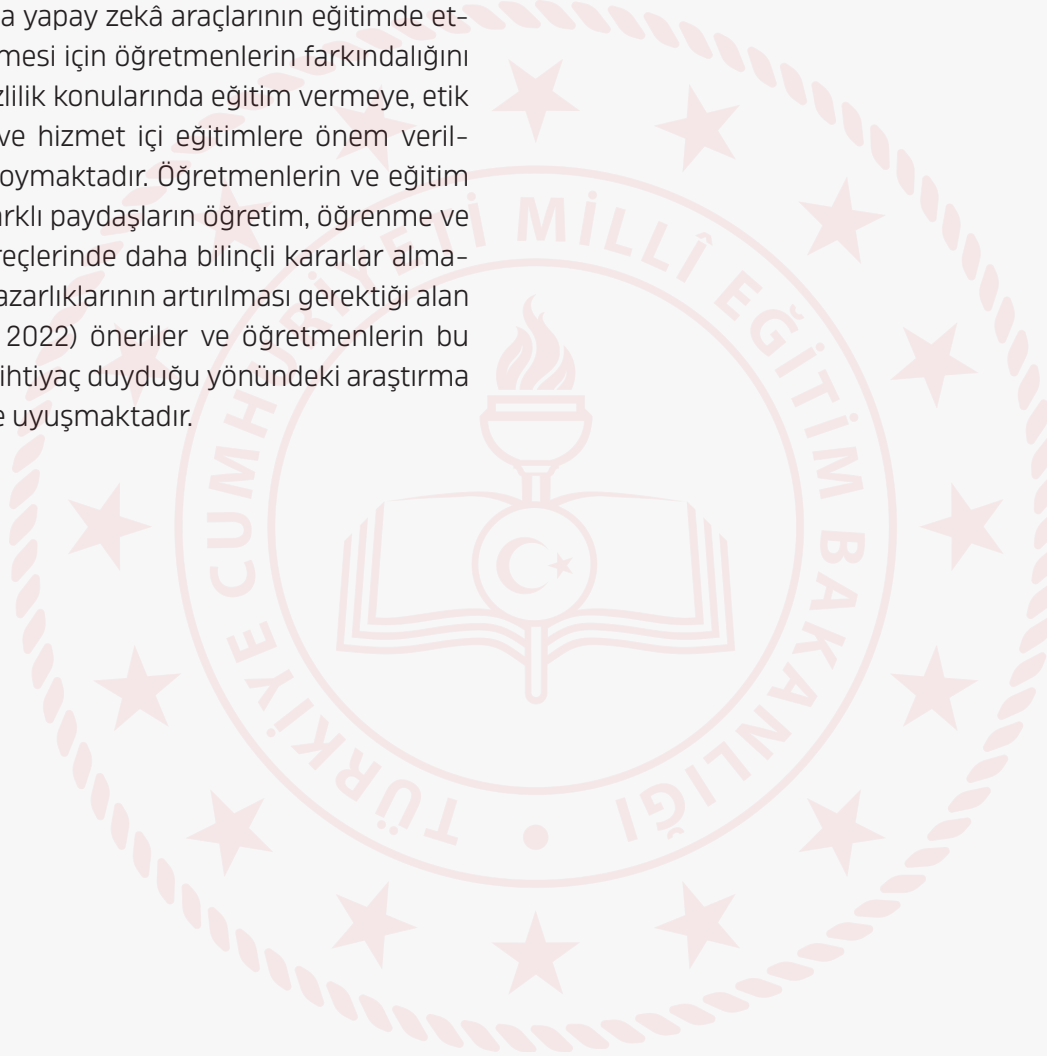 a yapay zekâ araçlarının eğitimde et-
mesi için öğretmenlerin farkındalığını
zlilik konularında eğitim vermeye, etik
ve hizmet içi eğitimlere önem veril-
oymaktadır. Öğretmenlerin ve eğitim
arklı paydaşların öğretim, öğrenme ve
reçlerinde daha bilinçli kararlar alma-
azarlıklarının artırılması gerektiği alan
2022) öneriler ve öğretmenlerin bu
ihtiyaç duyduğu yönündeki araştırma
e uyuşmaktadır.
TÜRKİYE CUMHURİYETİ MİLLÎ EĞİTİM BAKANLIĞI